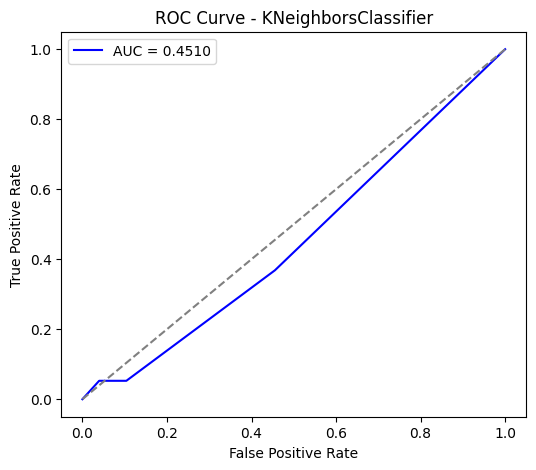 ROC Curve - KNeighborsClassifier
AUC = 0.4510
True Positive Rate
1.0
0.8
0.6
0.4
0.2
0.0
0.0 0.2 0.4 0.6 0.8 1.0
False Positive Rate